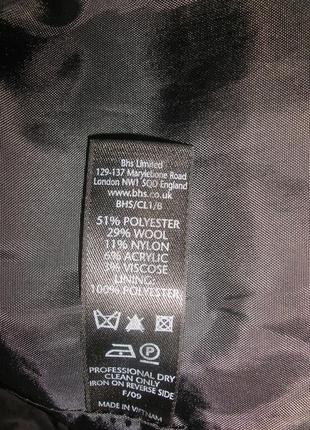 Bhs Limited
129-137 Marylebone Road
London NW1 5QD England
www.bhs.co.uk
BHS/CL1/B
51% POLYESTER
29% WOOL
11% NYLON
6% ACRYLIC
3% VISCOSE
LINING:
100% POLYESTER
P
PROFESSIONAL DRY
CLEAN ONLY
IRON ON REVERSE SIDE
F/09
MADE IN VIETNAM